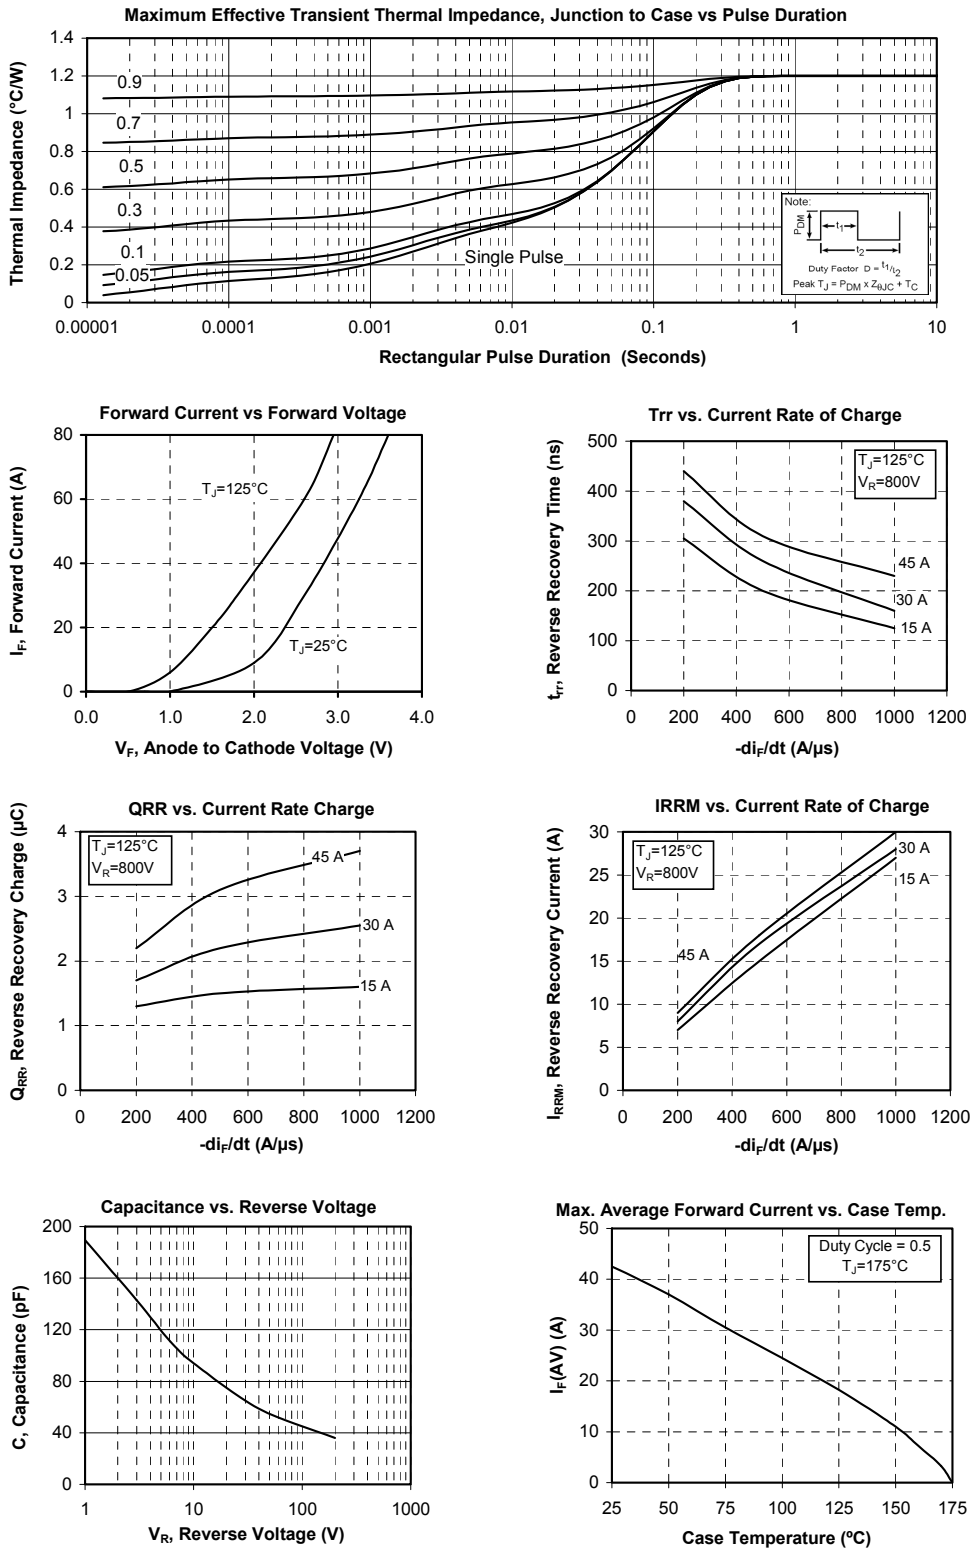 Maximum Effective Transient Thermal Impedance, Junction to Case vs Pulse Duration
Thermal Impedance (°C/W)
1.4
1.2
1
0.8
0.6
0.4
0.2
0
0.9
0.7
0.5
0.3
0.1
0.05
Single Pulse
Note:
PDM
t1
t2
Duty Factor D = t1/t2
Peak TJ = PDM x ZθJC + TC
0.00001 0.0001 0.001 0.01 0.1 1 10
Rectangular Pulse Duration (Seconds)
Forward Current vs Forward Voltage
IF, Forward Current (A)
80
60
40
20
0
TJ=125°C
TJ=25°C
0.0 1.0 2.0 3.0 4.0
VF, Anode to Cathode Voltage (V)
Trr vs. Current Rate of Charge
trr, Reverse Recovery Time (ns)
500
400
300
200
100
0
TJ=125°C
VR=800V
45 A
30 A
15 A
0 200 400 600 800 1000 1200
-diF/dt (A/µs)
QRR vs. Current Rate Charge
QRR, Reverse Recovery Charge (µC)
4
3
2
1
0
TJ=125°C
VR=800V
45 A
30 A
15 A
0 200 400 600 800 1000 1200
-diF/dt (A/µs)
IRRM vs. Current Rate of Charge
IRRM, Reverse Recovery Current (A)
30
25
20
15
10
5
0
TJ=125°C
VR=800V
30 A
15 A
45 A
0 200 400 600 800 1000 1200
-diF/dt (A/µs)
Capacitance vs. Reverse Voltage
C, Capacitance (pF)
200
160
120
80
40
0
1 10 100 1000
VR, Reverse Voltage (V)
Max. Average Forward Current vs. Case Temp.
IF(AV) (A)
50
40
30
20
10
0
Duty Cycle = 0.5
TJ=175°C
25 50 75 100 125 150 175
Case Temperature (ºC)